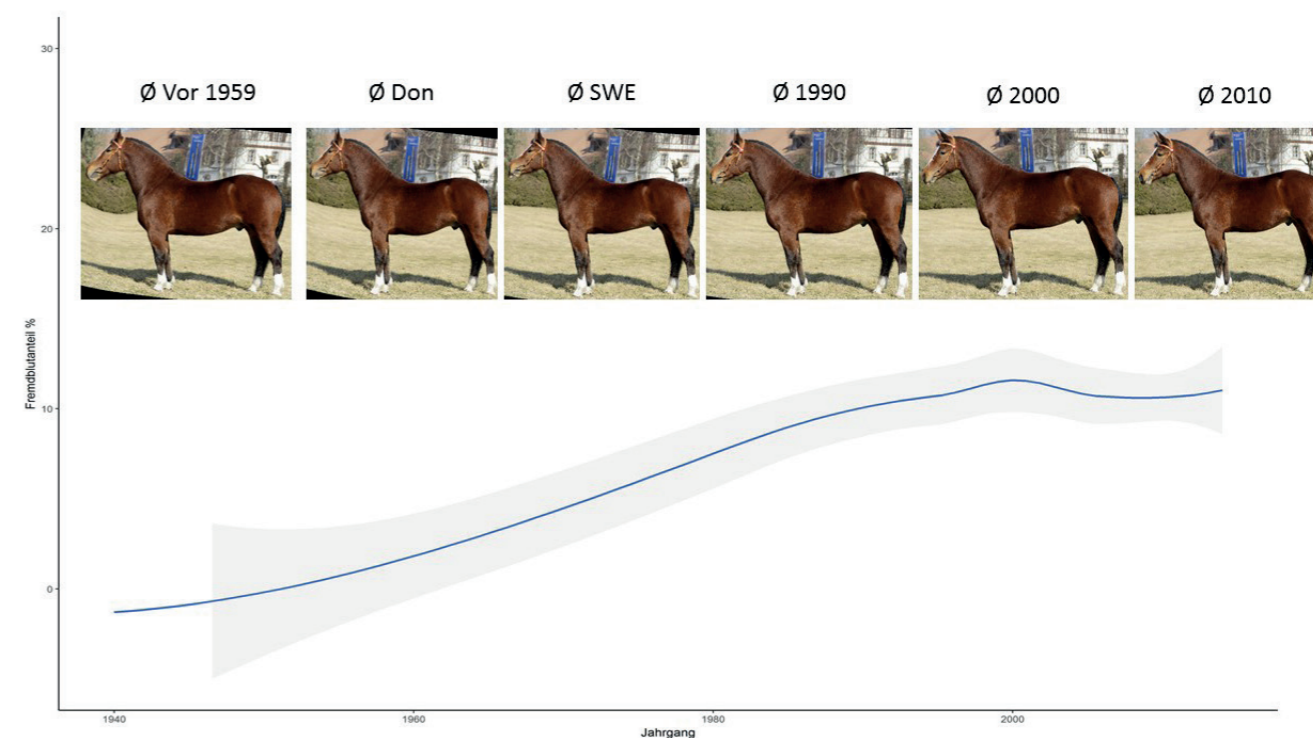 30
Ø Vor 1959
Ø Don
Ø SWE
Ø 1990
Ø 2000
Ø 2010
20
Fremdblutanteil %
10
0
1940
1960
1980
2000
Jahrgang